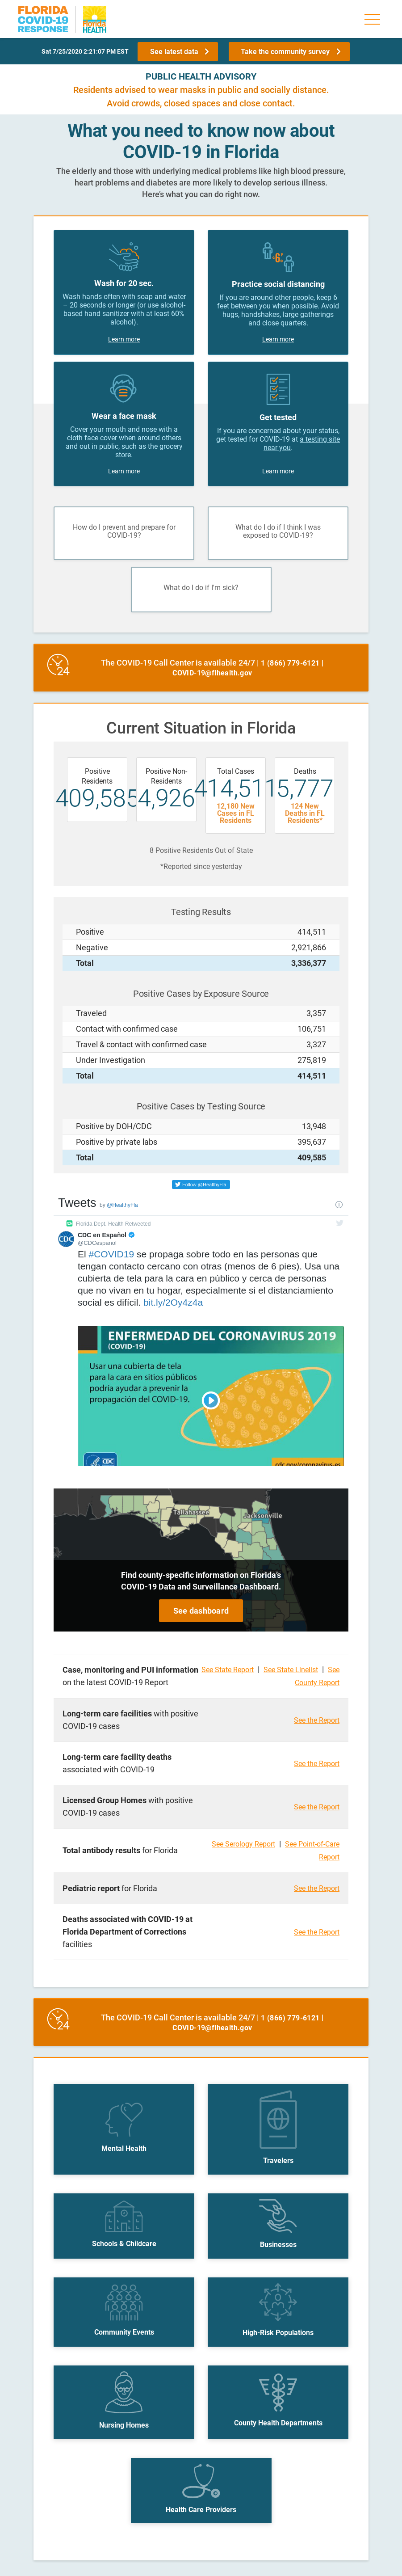 FLORIDA
COVID-19
RESPONSE
Florida
HEALTH
Sat 7/25/2020 2:21:07 PM EST
See latest data
Take the community survey
PUBLIC HEALTH ADVISORY
Residents advised to wear masks in public and socially distance.
Avoid crowds, closed spaces and close contact.
What you need to know now about
COVID-19 in Florida
The elderly and those with underlying medical problems like high blood pressure,
heart problems and diabetes are more likely to develop serious illness.
Here's what you can do right now.
Wash for 20 sec.
Wash hands often with soap and water
– 20 seconds or longer (or use alcohol-
based hand sanitizer with at least 60%
alcohol).
Learn more
6'
Practice social distancing
If you are around other people, keep 6
feet between you when possible. Avoid
hugs, handshakes, large gatherings
and close quarters.
Learn more
Wear a face mask
Cover your mouth and nose with a
cloth face cover when around others
and out in public, such as the grocery
store.
Learn more
Get tested
If you are concerned about your status,
get tested for COVID-19 at a testing site
near you.
Learn more
How do I prevent and prepare for
COVID-19?
What do I do if I think I was
exposed to COVID-19?
What do I do if I'm sick?
24
The COVID-19 Call Center is available 24/7 | 1 (866) 779-6121 |
COVID-19@flhealth.gov
Current Situation in Florida
Positive
Residents
409,585
Positive Non-
Residents
4,926
Total Cases
414,511
12,180 New
Cases in FL
Residents
Deaths
5,777
124 New
Deaths in FL
Residents*
8 Positive Residents Out of State
*Reported since yesterday
Testing Results
Positive 414,511
Negative 2,921,866
Total 3,336,377
Positive Cases by Exposure Source
Traveled 3,357
Contact with confirmed case 106,751
Travel & contact with confirmed case 3,327
Under Investigation 275,819
Total 414,511
Positive Cases by Testing Source
Positive by DOH/CDC 13,948
Positive by private labs 395,637
Total 409,585
Follow @HealthyFla
Tweets by @HealthyFla
Florida Dept. Health Retweeted
CDC
CDC en Español
@CDCespanol
El #COVID19 se propaga sobre todo en las personas que
tengan contacto cercano con otras (menos de 6 pies). Usa una
cubierta de tela para la cara en público y cerca de personas
que no vivan en tu hogar, especialmente si el distanciamiento
social es difícil. bit.ly/2Oy4z4a
ENFERMEDAD DEL CORONAVIRUS 2019
(COVID-19)
Usar una cubierta de tela
para la cara en sitios públicos
podría ayudar a prevenir la
propagación del COVID-19.
CDC
cdc.gov/coronavirus-es
Tallahassee
Jacksonville
Find county-specific information on Florida's
COVID-19 Data and Surveillance Dashboard.
See dashboard
Case, monitoring and PUI information
on the latest COVID-19 Report
See State Report | See State Linelist | See
County Report
Long-term care facilities with positive
COVID-19 cases
See the Report
Long-term care facility deaths
associated with COVID-19
See the Report
Licensed Group Homes with positive
COVID-19 cases
See the Report
Total antibody results for Florida
See Serology Report | See Point-of-Care
Report
Pediatric report for Florida
See the Report
Deaths associated with COVID-19 at
Florida Department of Corrections
facilities
See the Report
24
The COVID-19 Call Center is available 24/7 | 1 (866) 779-6121 |
COVID-19@flhealth.gov
Mental Health
Travelers
Schools & Childcare
Businesses
Community Events
High-Risk Populations
Nursing Homes
County Health Departments
Health Care Providers